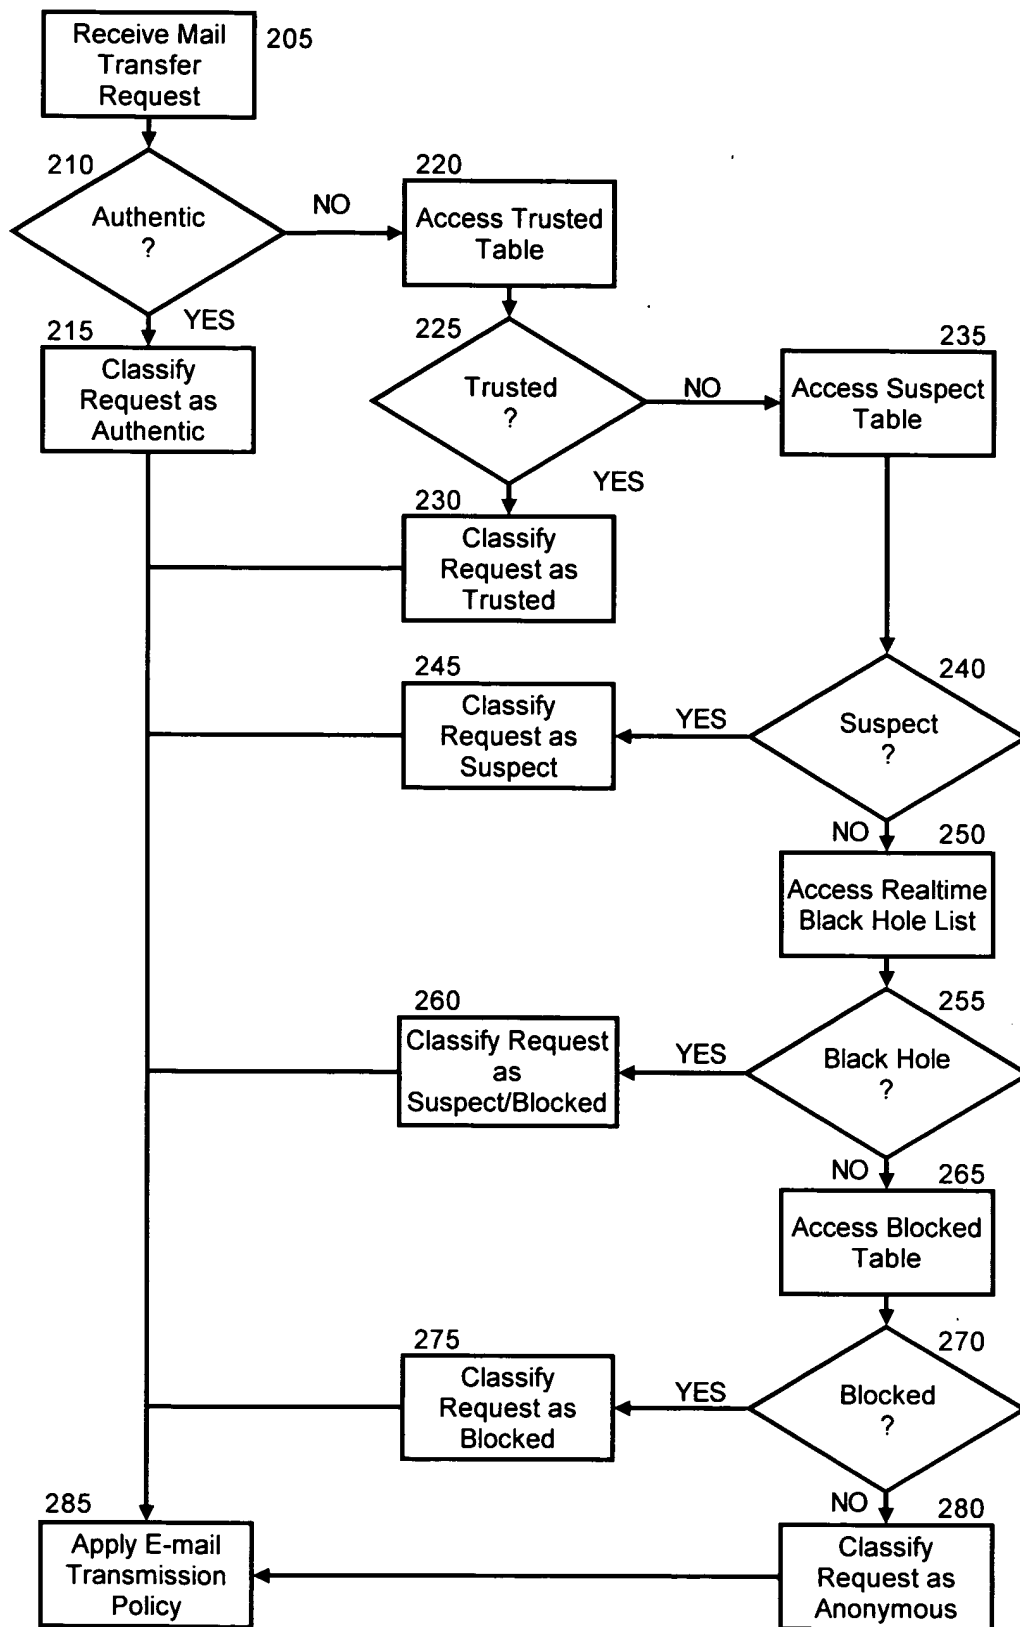 Receive Mail
Transfer
Request
205
210
Authentic
?
NO
YES
220
Access Trusted
Table
215
Classify
Request as
Authentic
225
Trusted
?
NO
YES
235
Access Suspect
Table
230
Classify
Request as
Trusted
240
Suspect
?
YES
NO
245
Classify
Request as
Suspect
250
Access Realtime
Black Hole List
255
Black Hole
?
YES
NO
260
Classify Request
as
Suspect/Blocked
265
Access Blocked
Table
270
Blocked
?
YES
NO
275
Classify
Request as
Blocked
280
Classify
Request as
Anonymous
285
Apply E-mail
Transmission
Policy